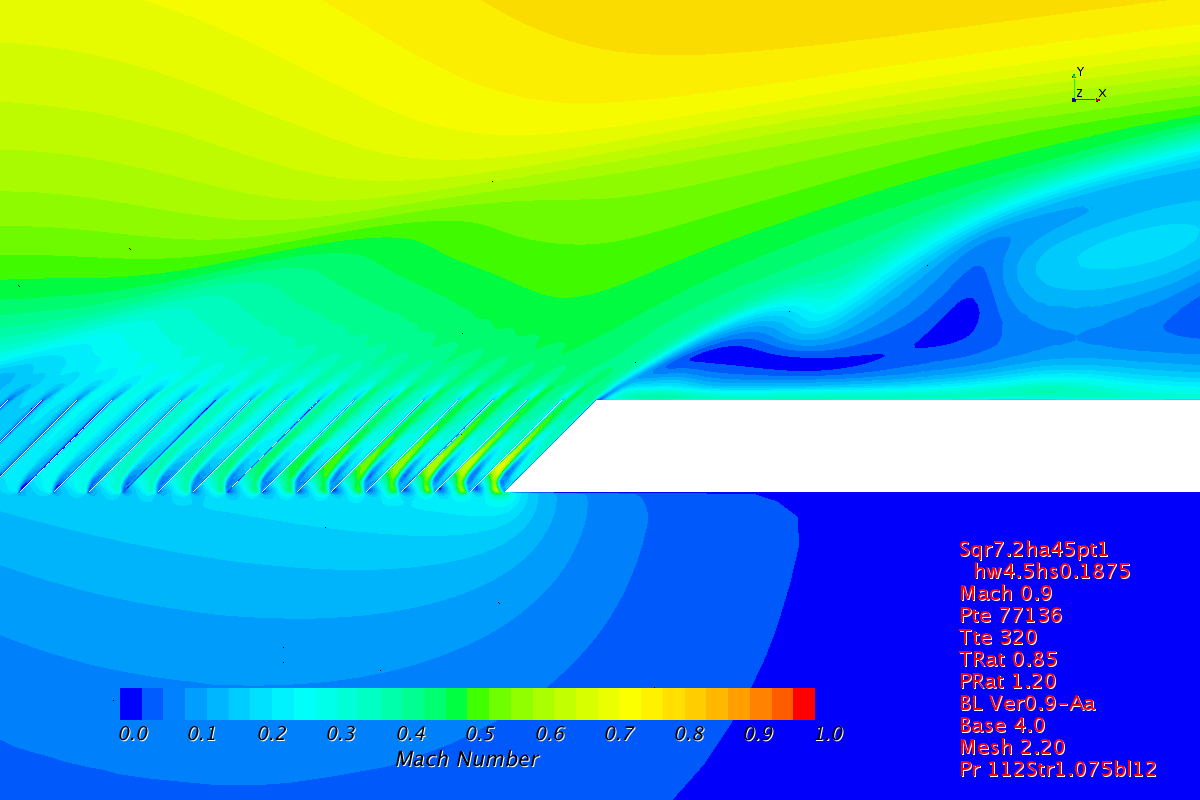 Y
Z X
Sqr7.2ha45pt1
hw4.5hs0.1875
Mach 0.9
Pte 77136
Tte 320
TRat 0.85
PRat 1.20
BL Ver0.9-Aa
Base 4.0
Mesh 2.20
Pr 112Str1.075bl12
0.0 0.1 0.2 0.3 0.4 0.5 0.6 0.7 0.8 0.9 1.0
Mach Number